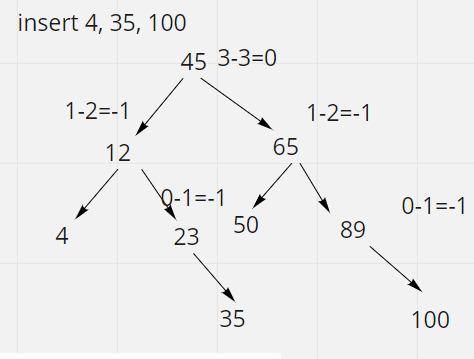 insert 4, 35, 100
45 3-3=0
1-2=-1 1-2=-1
12 65
0-1=-1 0-1=-1
4 23 50 89
35 100